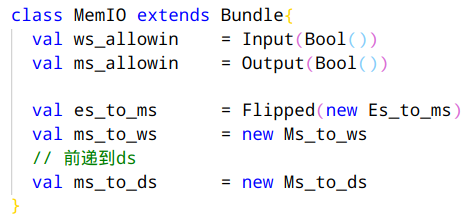 class MemIO extends Bundle{
  val ws_allowin    = Input(Bool())
  val ms_allowin    = Output(Bool())

  val es_to_ms      = Flipped(new Es_to_ms)
  val ms_to_ws      = new Ms_to_ws
  // 前递到ds
  val ms_to_ds      = new Ms_to_ds
}